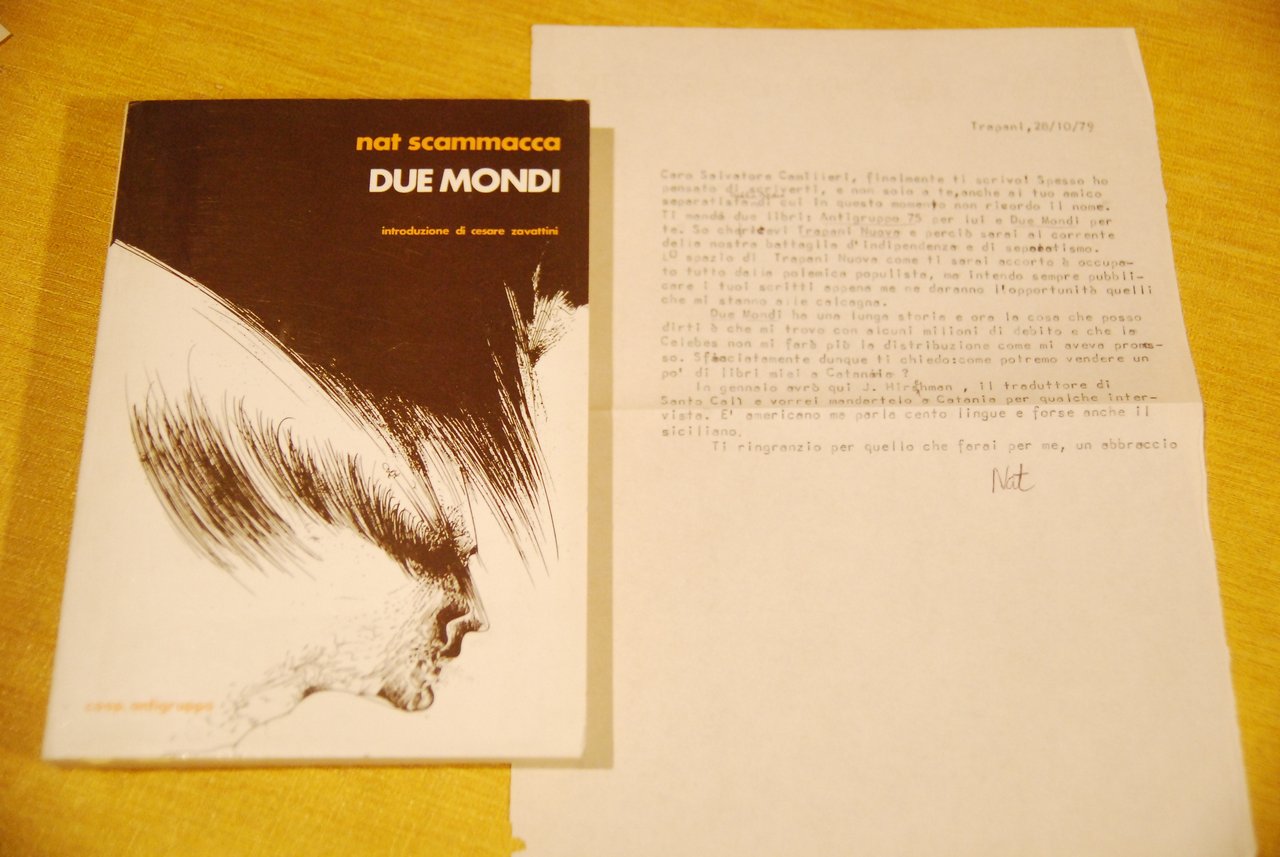 nat scammacca
DUE MONDI
introduzione di cesare zavattini
coop. antigruppo
Trapani, 28/10/79
Caro Salvatore Camilleri, finalmente ti scrivo! Spesso ho
pensato di scriverti, e non solo a te, anche al tuo amico
separatista di cui in questo momento non ricordo il nome.
Ti mando due libri: Antigruppo 75 per lui e Due Mondi per
te. So che ricevi Trapani Nuova e perciò sarai al corrente
della nostra battaglia d'indipendenza e di separatismo.
Lo spazio di Trapani Nuova come ti sarai accorto è occupa-
to tutto dalla polemica populista, ma intendo sempre pubbli-
care i tuoi scritti appena me ne daranno l'opportunità quelli
che mi stanno alle calcagna.
Due Mondi ha una lunga storia e ora la cosa che posso
dirti è che mi trovo con alcuni milioni di debito e che la
Celebes non mi farà più la distribuzione come mi aveva promes-
so. Sfacciatamente dunque ti chiedo:come potremo vendere un
po' di libri miei a Catania ?
In gennaio avrò qui J. Hirshman , il traduttore di
Santo Calì e vorrei mandartelo a Catania per qualche inter-
vista. E' americano ma parla cento lingue e forse anche il
siciliano.
Ti ringranzio per quello che farai per me, un abbraccio
Nat